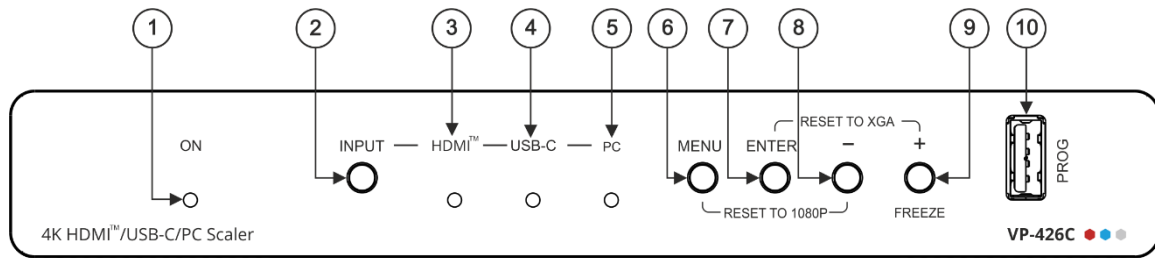 1 2 3 4 5 6 7 8 9 10
RESET TO XGA
ON INPUT HDMI™ USB-C PC MENU ENTER − +
PROG
RESET TO 1080P FREEZE
4K HDMI™/USB-C/PC Scaler VP-426C